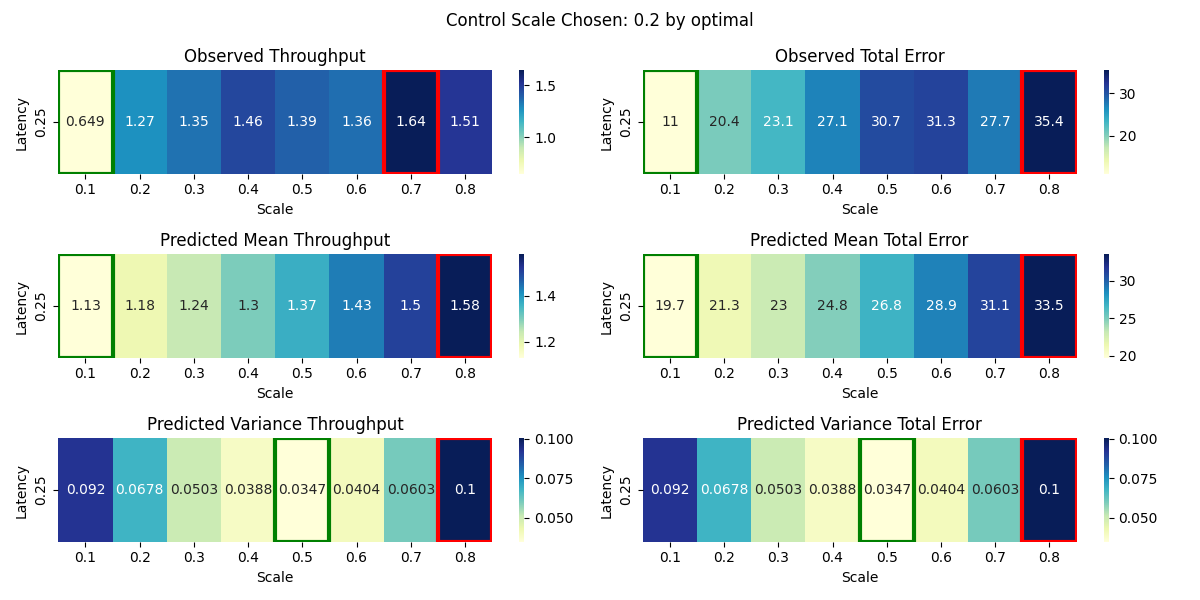 Control Scale Chosen: 0.2 by optimal
Observed Throughput
Latency
0.25
0.649 1.27 1.35 1.46 1.39 1.36 1.64 1.51
0.1 0.2 0.3 0.4 0.5 0.6 0.7 0.8
Scale
1.5
1.0
Observed Total Error
Latency
0.25
11 20.4 23.1 27.1 30.7 31.3 27.7 35.4
0.1 0.2 0.3 0.4 0.5 0.6 0.7 0.8
Scale
30
20
Predicted Mean Throughput
Latency
0.25
1.13 1.18 1.24 1.3 1.37 1.43 1.5 1.58
0.1 0.2 0.3 0.4 0.5 0.6 0.7 0.8
Scale
1.4
1.2
Predicted Mean Total Error
Latency
0.25
19.7 21.3 23 24.8 26.8 28.9 31.1 33.5
0.1 0.2 0.3 0.4 0.5 0.6 0.7 0.8
Scale
30
25
20
Predicted Variance Throughput
Latency
0.25
0.092 0.0678 0.0503 0.0388 0.0347 0.0404 0.0603 0.1
0.1 0.2 0.3 0.4 0.5 0.6 0.7 0.8
Scale
0.100
0.075
0.050
Predicted Variance Total Error
Latency
0.25
0.092 0.0678 0.0503 0.0388 0.0347 0.0404 0.0603 0.1
0.1 0.2 0.3 0.4 0.5 0.6 0.7 0.8
Scale
0.100
0.075
0.050